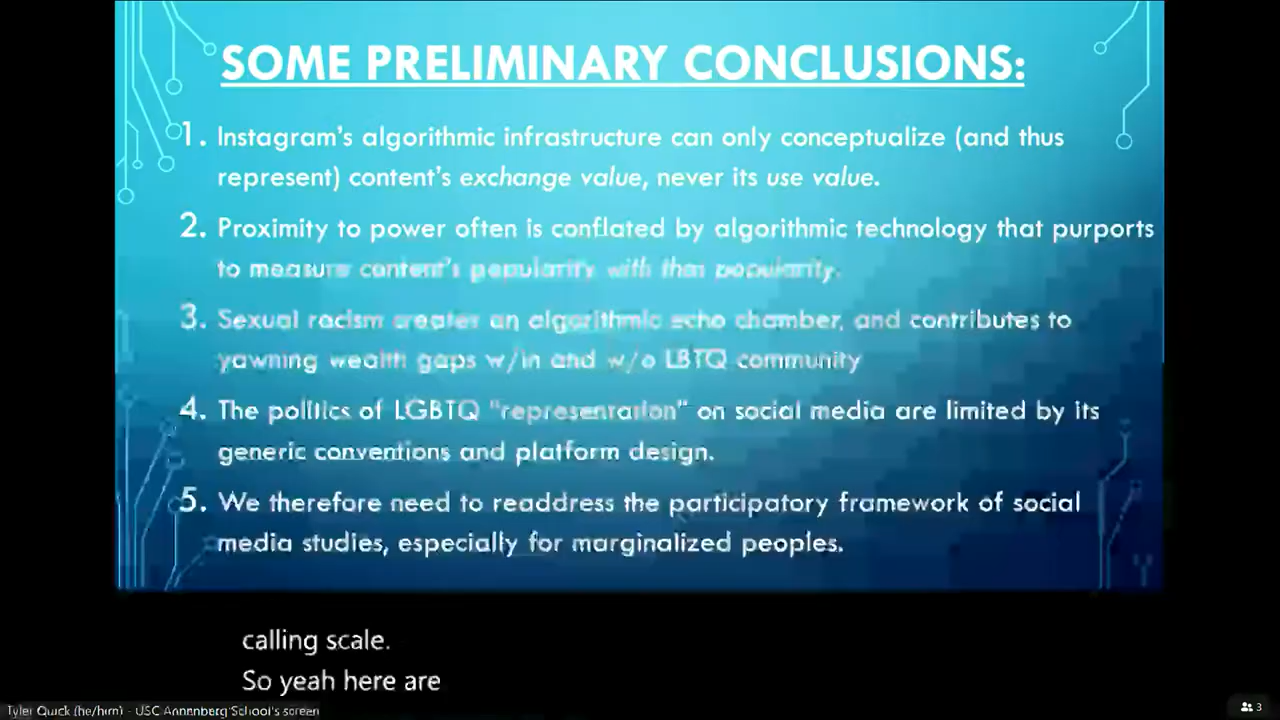 SOME PRELIMINARY CONCLUSIONS:
1. Instagram's algorithmic infrastructure can only conceptualize (and thus
represent) content's exchange value, never its use value.
2. Proximity to power often is conflated by algorithmic technology that purports
to measure content's popularity with that popularity.
3. Sexual racism creates an algorithmic echo chamber, and contributes to
yawning wealth gaps w/in and w/o LBTQ community
4. The politics of LGBTQ "representation" on social media are limited by its
generic conventions and platform design.
5. We therefore need to readdress the participatory framework of social
media studies, especially for marginalized peoples.
calling scale.
So yeah here are
Tyler Quick (he/him) - USC Annenberg School's screen
3